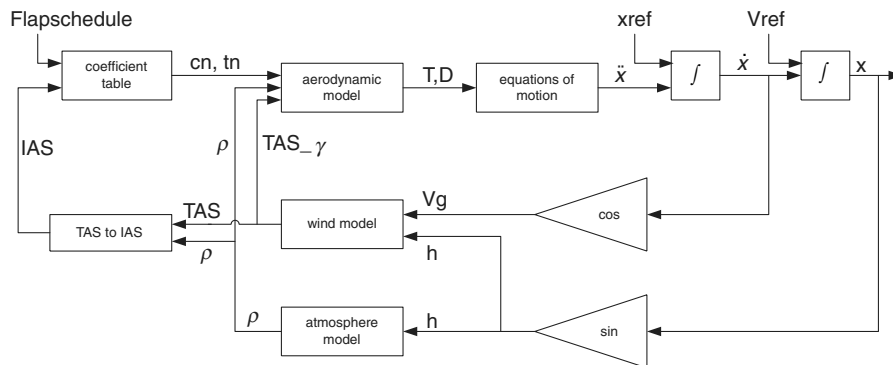 Flapschedule
xref
Vref
coefficient
table
cn, tn
aerodynamic
model
T,D
equations of
motion
ẍ
∫
ẋ
∫
x
IAS
ρ
TAS_γ
TAS to IAS
TAS
ρ
wind model
Vg
h
cos
ρ
atmosphere
model
h
sin